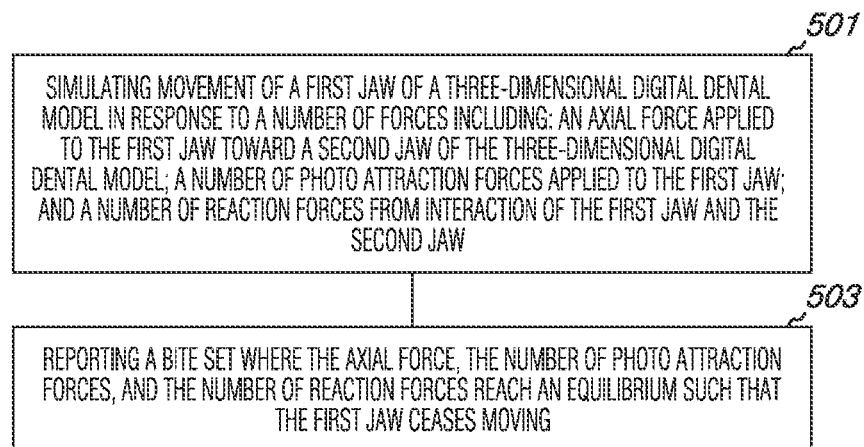 501
SIMULATING MOVEMENT OF A FIRST JAW OF A THREE-DIMENSIONAL DIGITAL DENTAL
MODEL IN RESPONSE TO A NUMBER OF FORCES INCLUDING: AN AXIAL FORCE APPLIED
TO THE FIRST JAW TOWARD A SECOND JAW OF THE THREE-DIMENSIONAL DIGITAL
DENTAL MODEL; A NUMBER OF PHOTO ATTRACTION FORCES APPLIED TO THE FIRST JAW;
AND A NUMBER OF REACTION FORCES FROM INTERACTION OF THE FIRST JAW AND THE
SECOND JAW
503
REPORTING A BITE SET WHERE THE AXIAL FORCE, THE NUMBER OF PHOTO ATTRACTION
FORCES, AND THE NUMBER OF REACTION FORCES REACH AN EQUILIBRIUM SUCH THAT
THE FIRST JAW CEASES MOVING